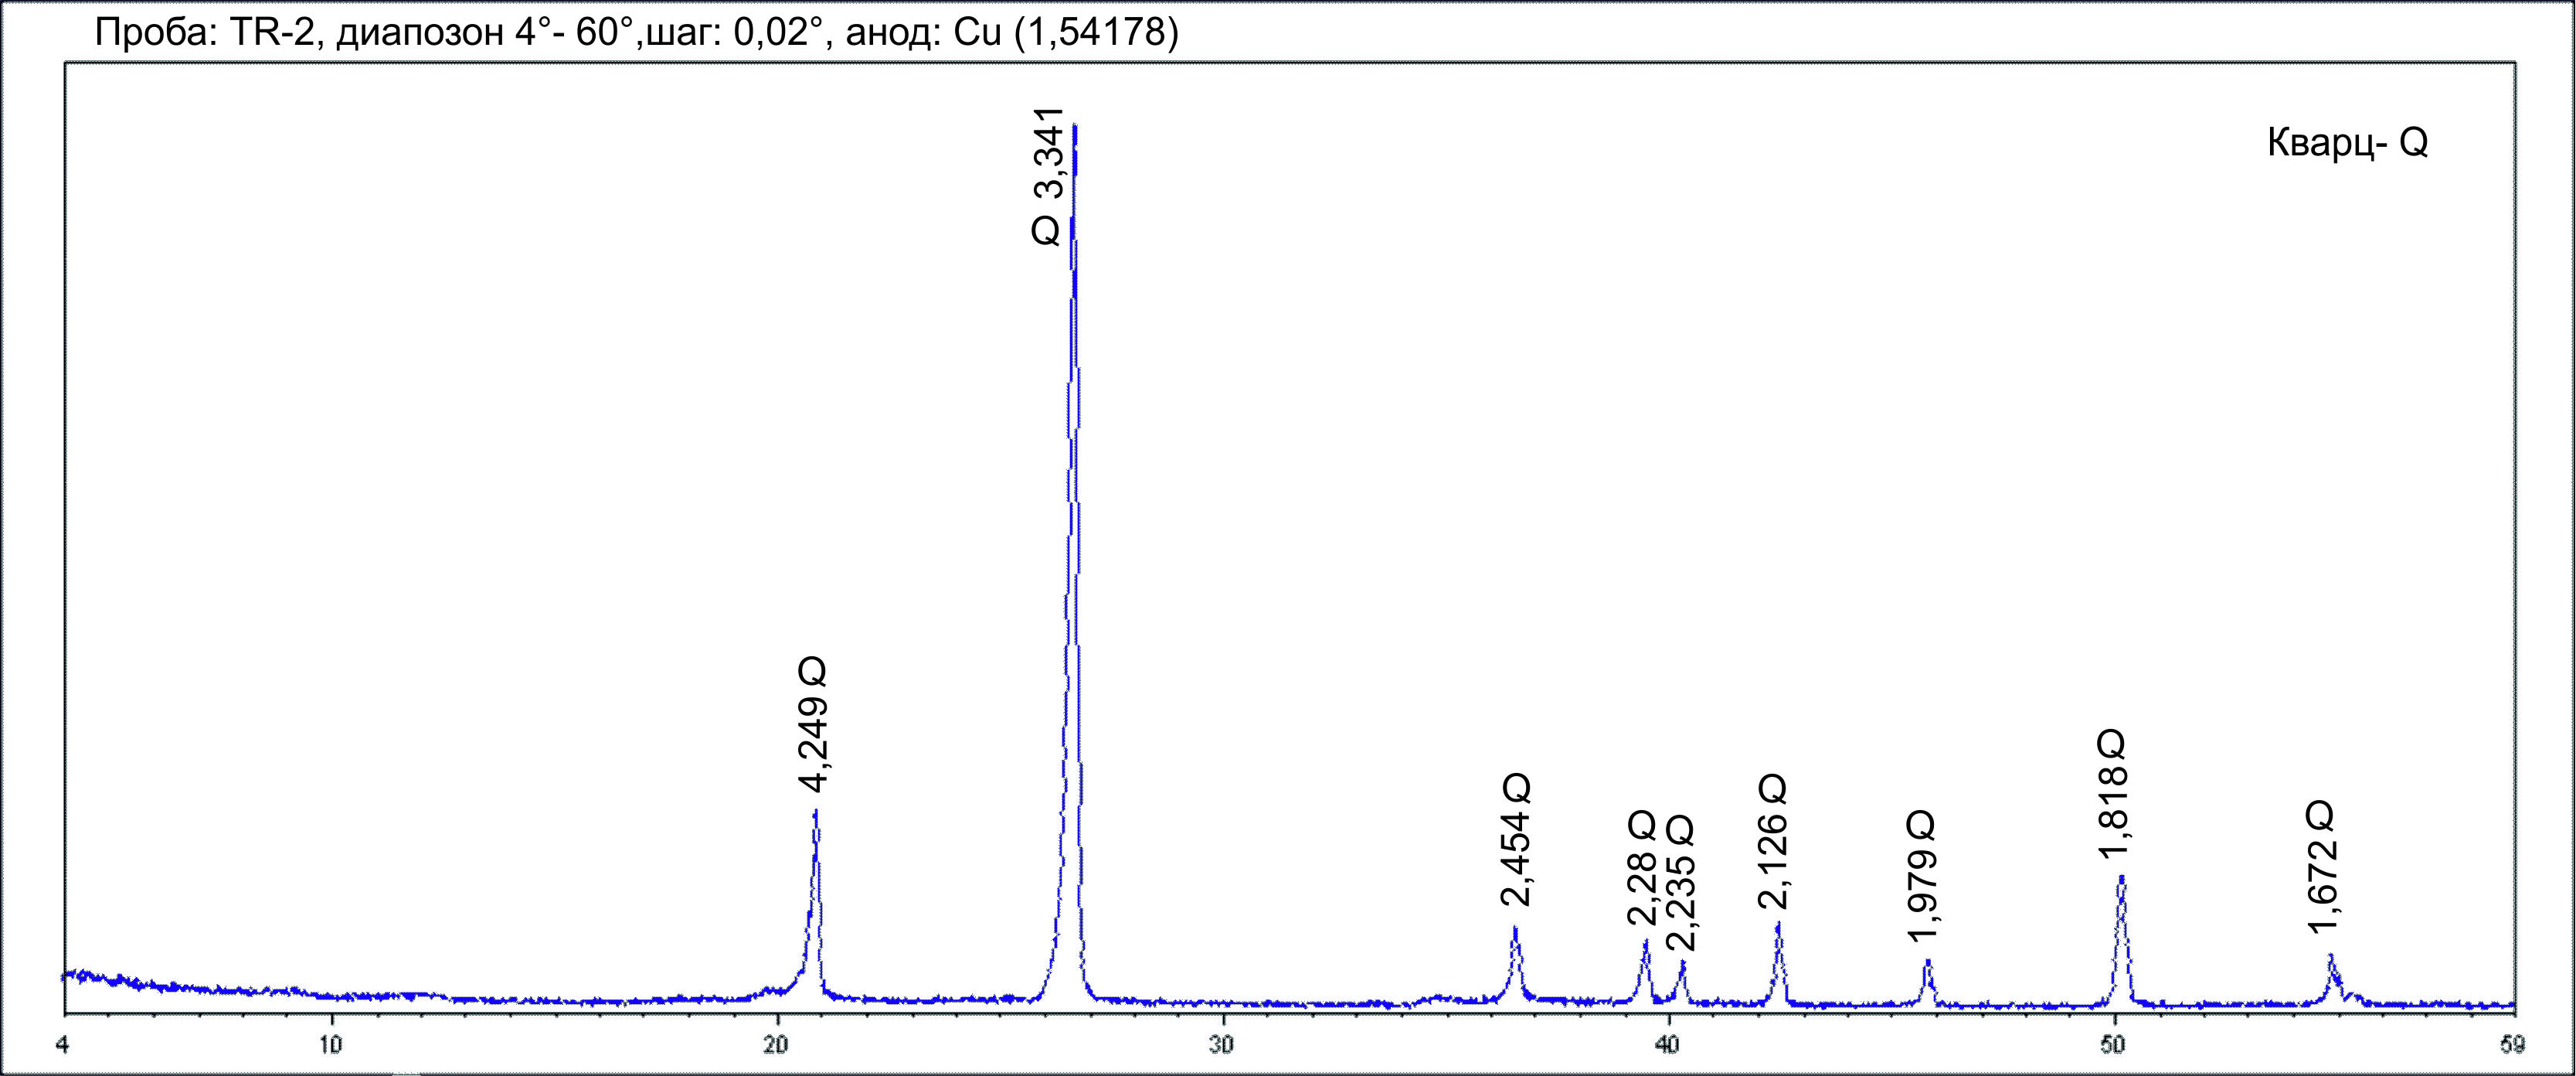 Проба: TR-2, диапозон 4°- 60°,шаг: 0,02°, анод: Cu (1,54178)
Кварц- Q
Q 3,341
4,249 Q
2,454 Q
2,28 Q
2,235 Q
2,126 Q
1,979 Q
1,818 Q
1,672 Q
4 10 20 30 40 50 59